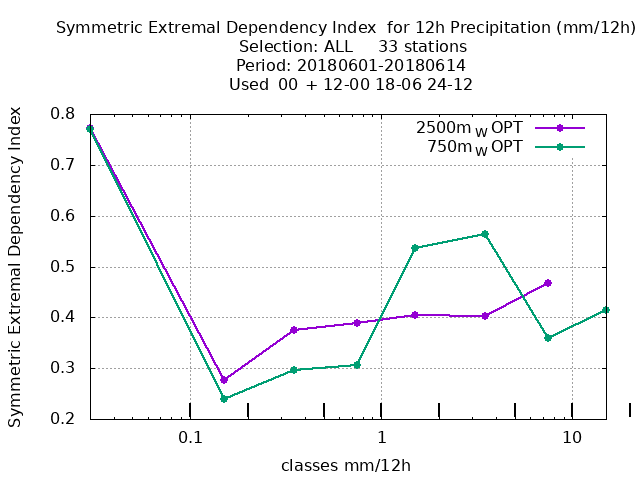 Symmetric Extremal Dependency Index  for 12h Precipitation (mm/12h)
Selection: ALL     33 stations
Period: 20180601-20180614
Used  00  + 12-00 18-06 24-12
Symmetric Extremal Dependency Index
0.8
0.7
0.6
0.5
0.4
0.3
0.2
2500m W OPT
750m W OPT
0.1 1 10
classes mm/12h